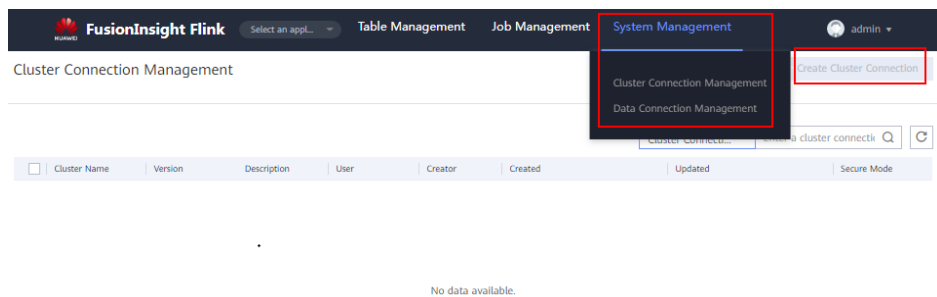 HUAWEI FusionInsight Flink Select an appl... Table Management Job Management System Management admin
Cluster Connection Management
Create Cluster Connection
Cluster Connection Management
Data Connection Management
Cluster Connecti... a cluster connecti
Cluster Name Version Description User Creator Created Updated Secure Mode
No data available.